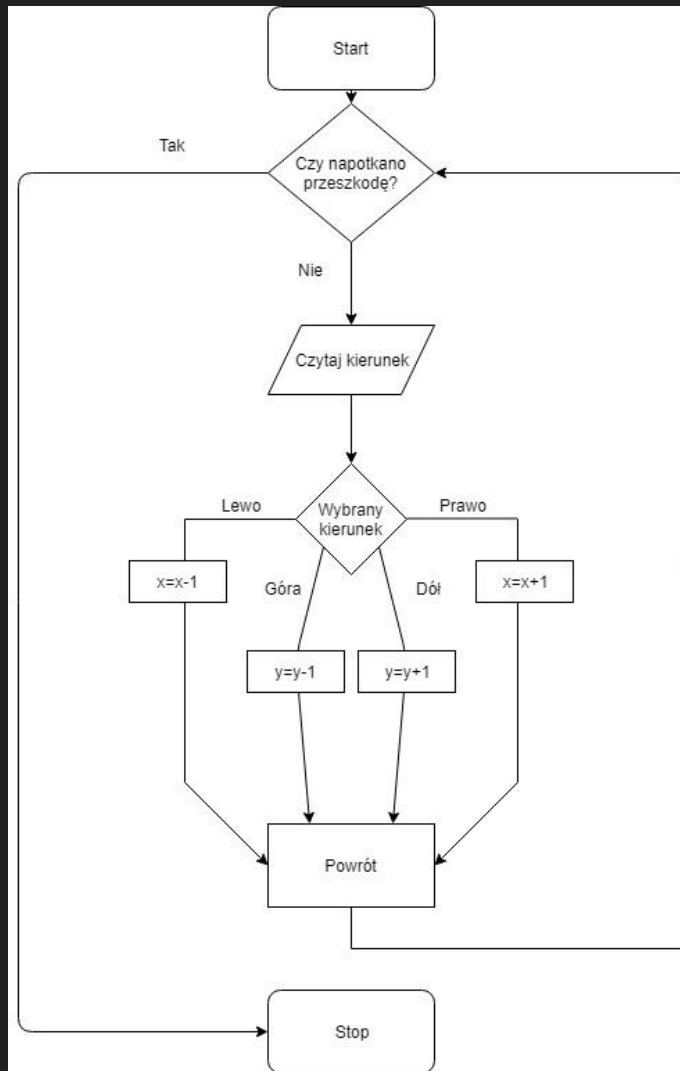 Start
Tak
Czy napotkano
przeszkodę?
Nie
Czytaj kierunek
Lewo
Wybrany
kierunek
Prawo
x=x-1
Góra
Dół
x=x+1
y=y-1
y=y+1
Powrót
Stop